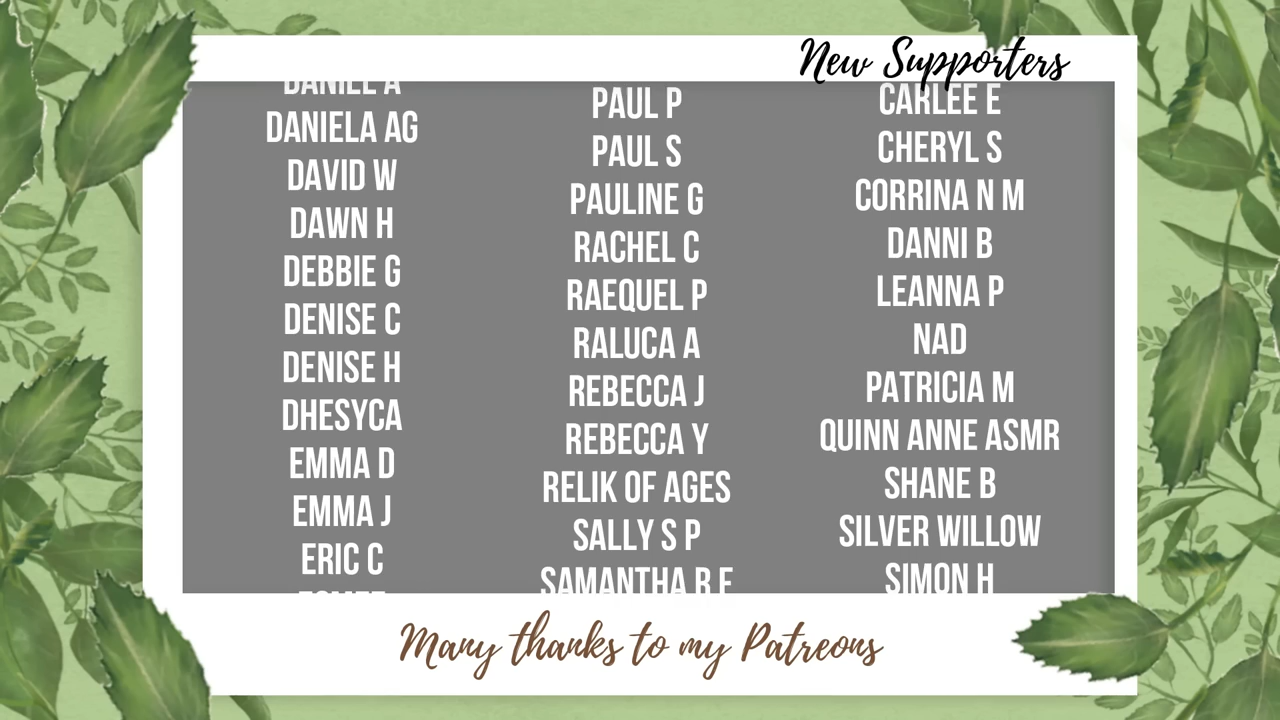 New Supporters
DANIEL A
DANIELA AG
DAVID W
DAWN H
DEBBIE G
DENISE C
DENISE H
DHESYCA
EMMA D
EMMA J
ERIC C
PAUL P
PAUL S
PAULINE G
RACHEL C
RAEQUEL P
RALUCA A
REBECCA J
REBECCA Y
RELIK OF AGES
SALLY S P
SAMANTHA
CARLEE E
CHERYL S
CORRINA N M
DANNI B
LEANNA P
NAD
PATRICIA M
QUINN ANNE ASMR
SHANE B
SILVER WILLOW
SIMON H
Many thanks to my Patreons